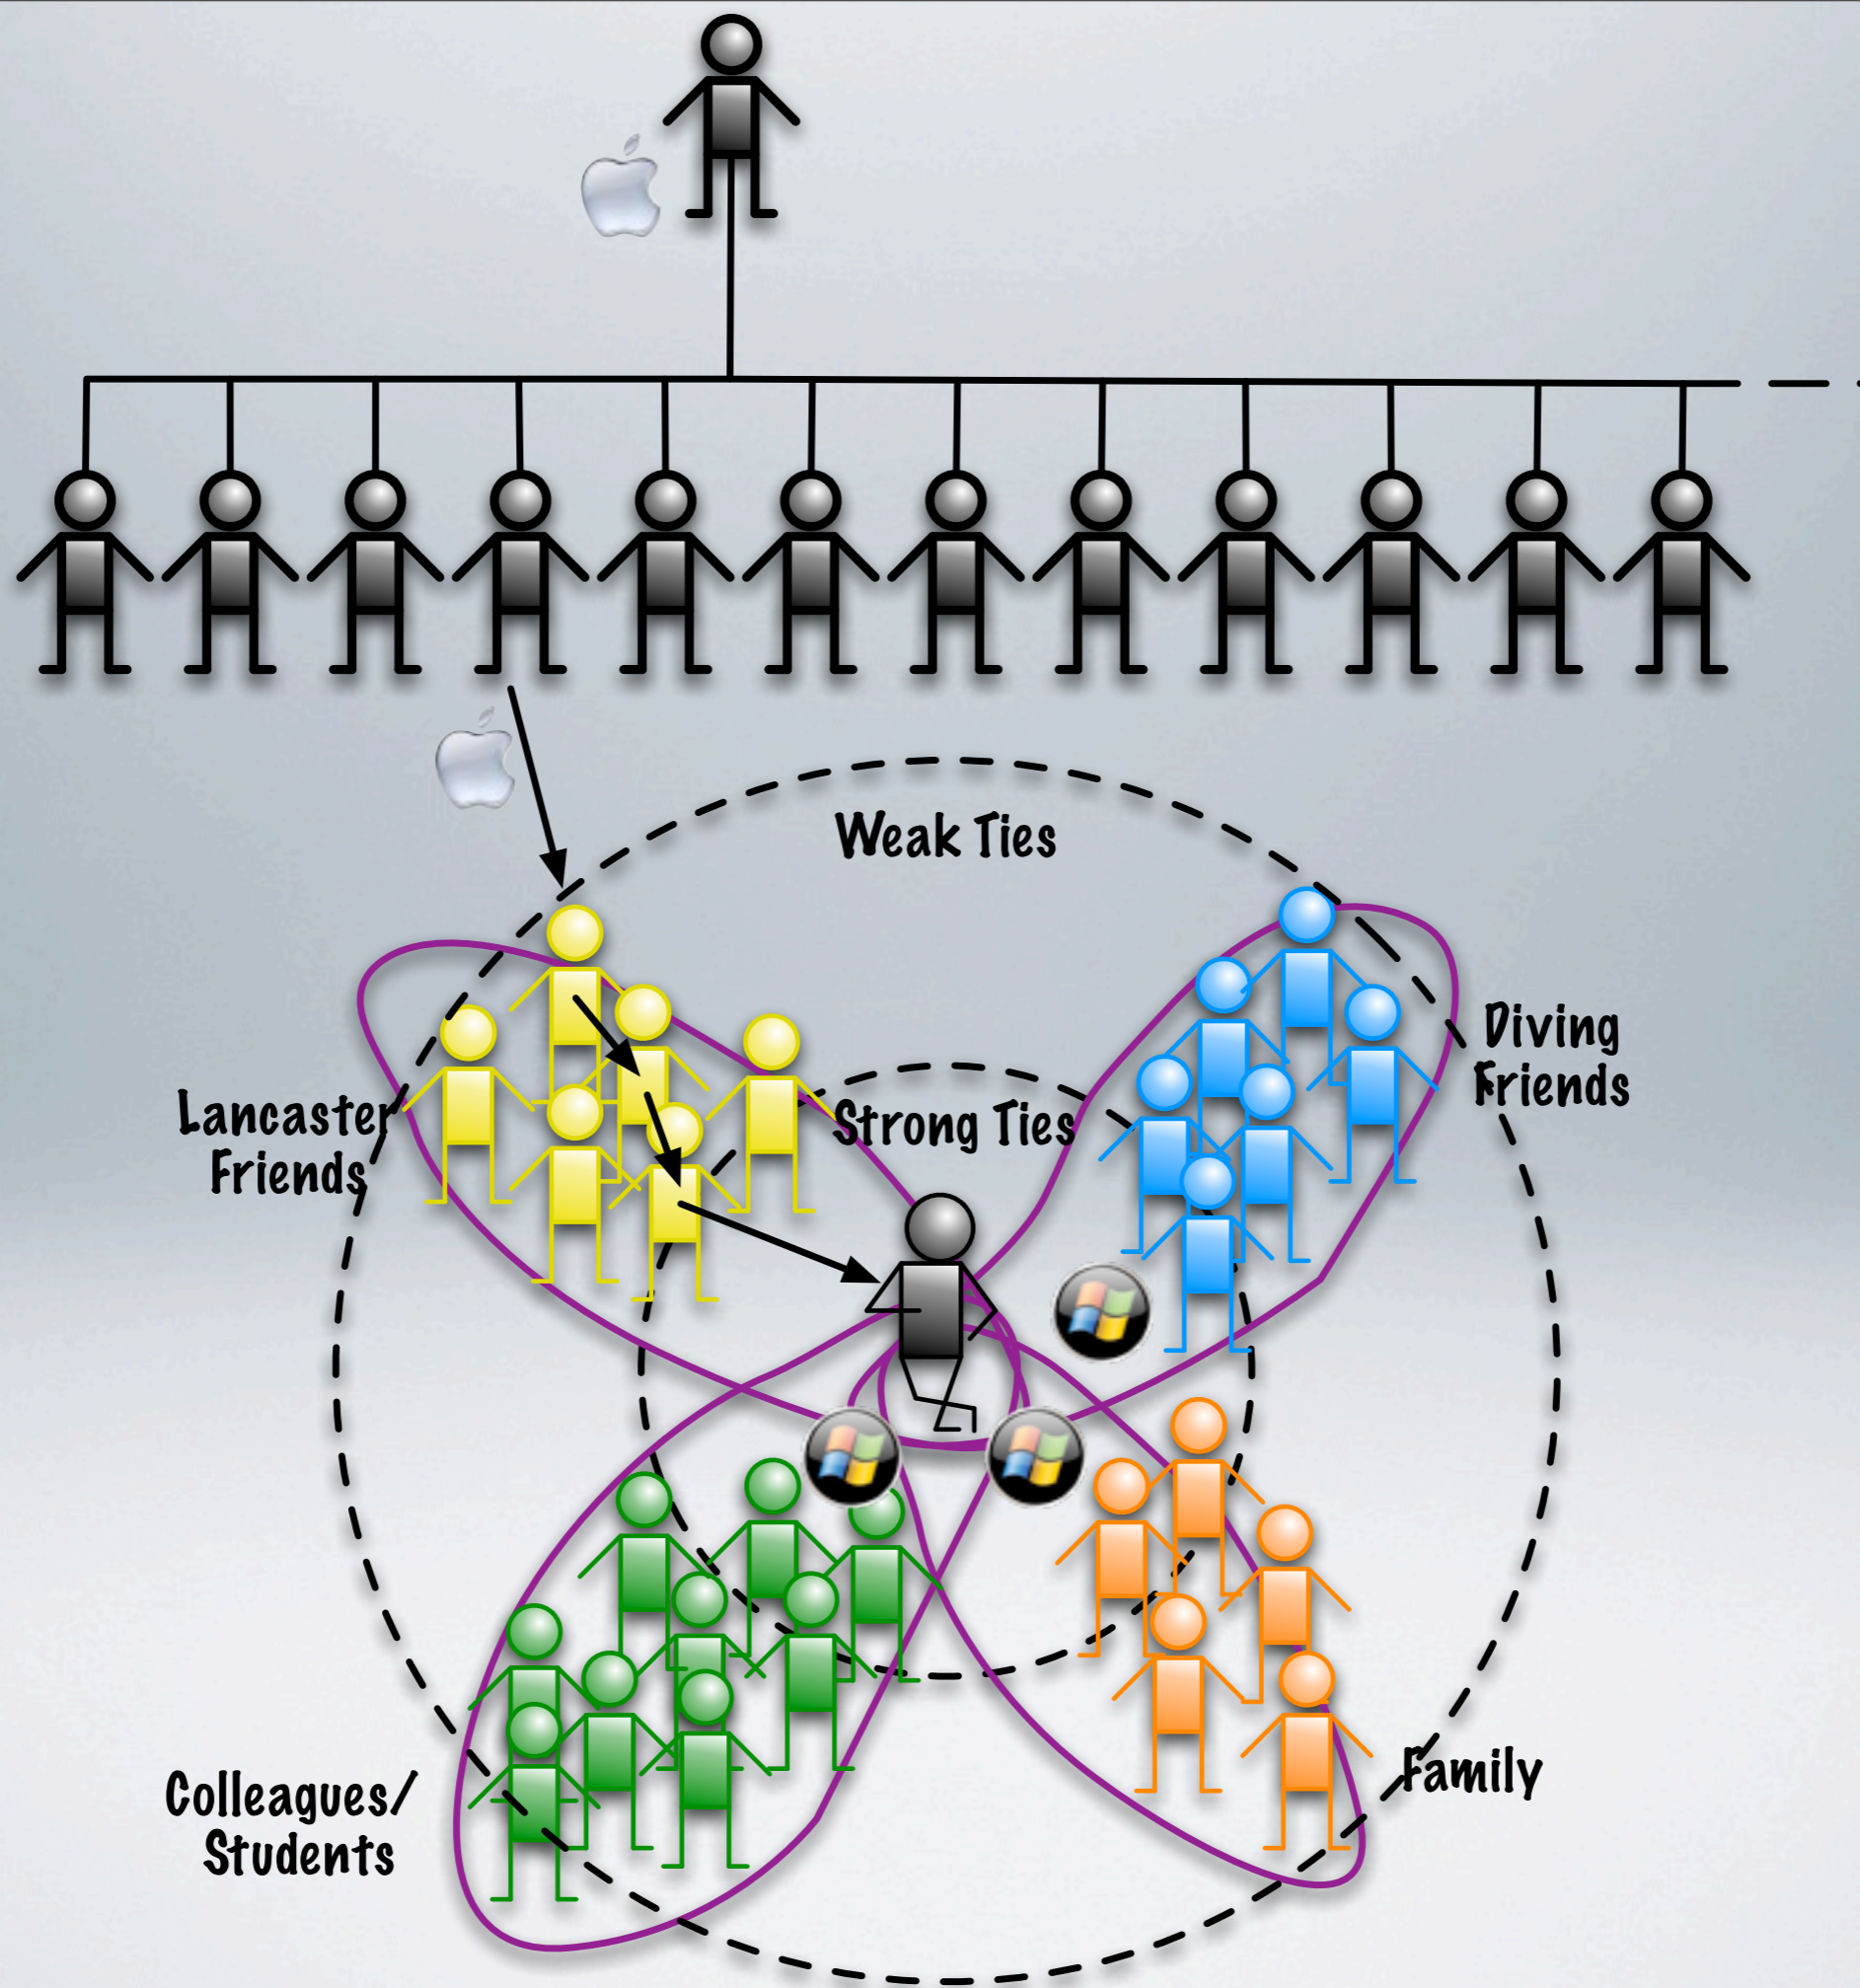 Weak Ties
Diving
Friends
Lancaster
Friends
Strong Ties
Colleagues/
Students
Family